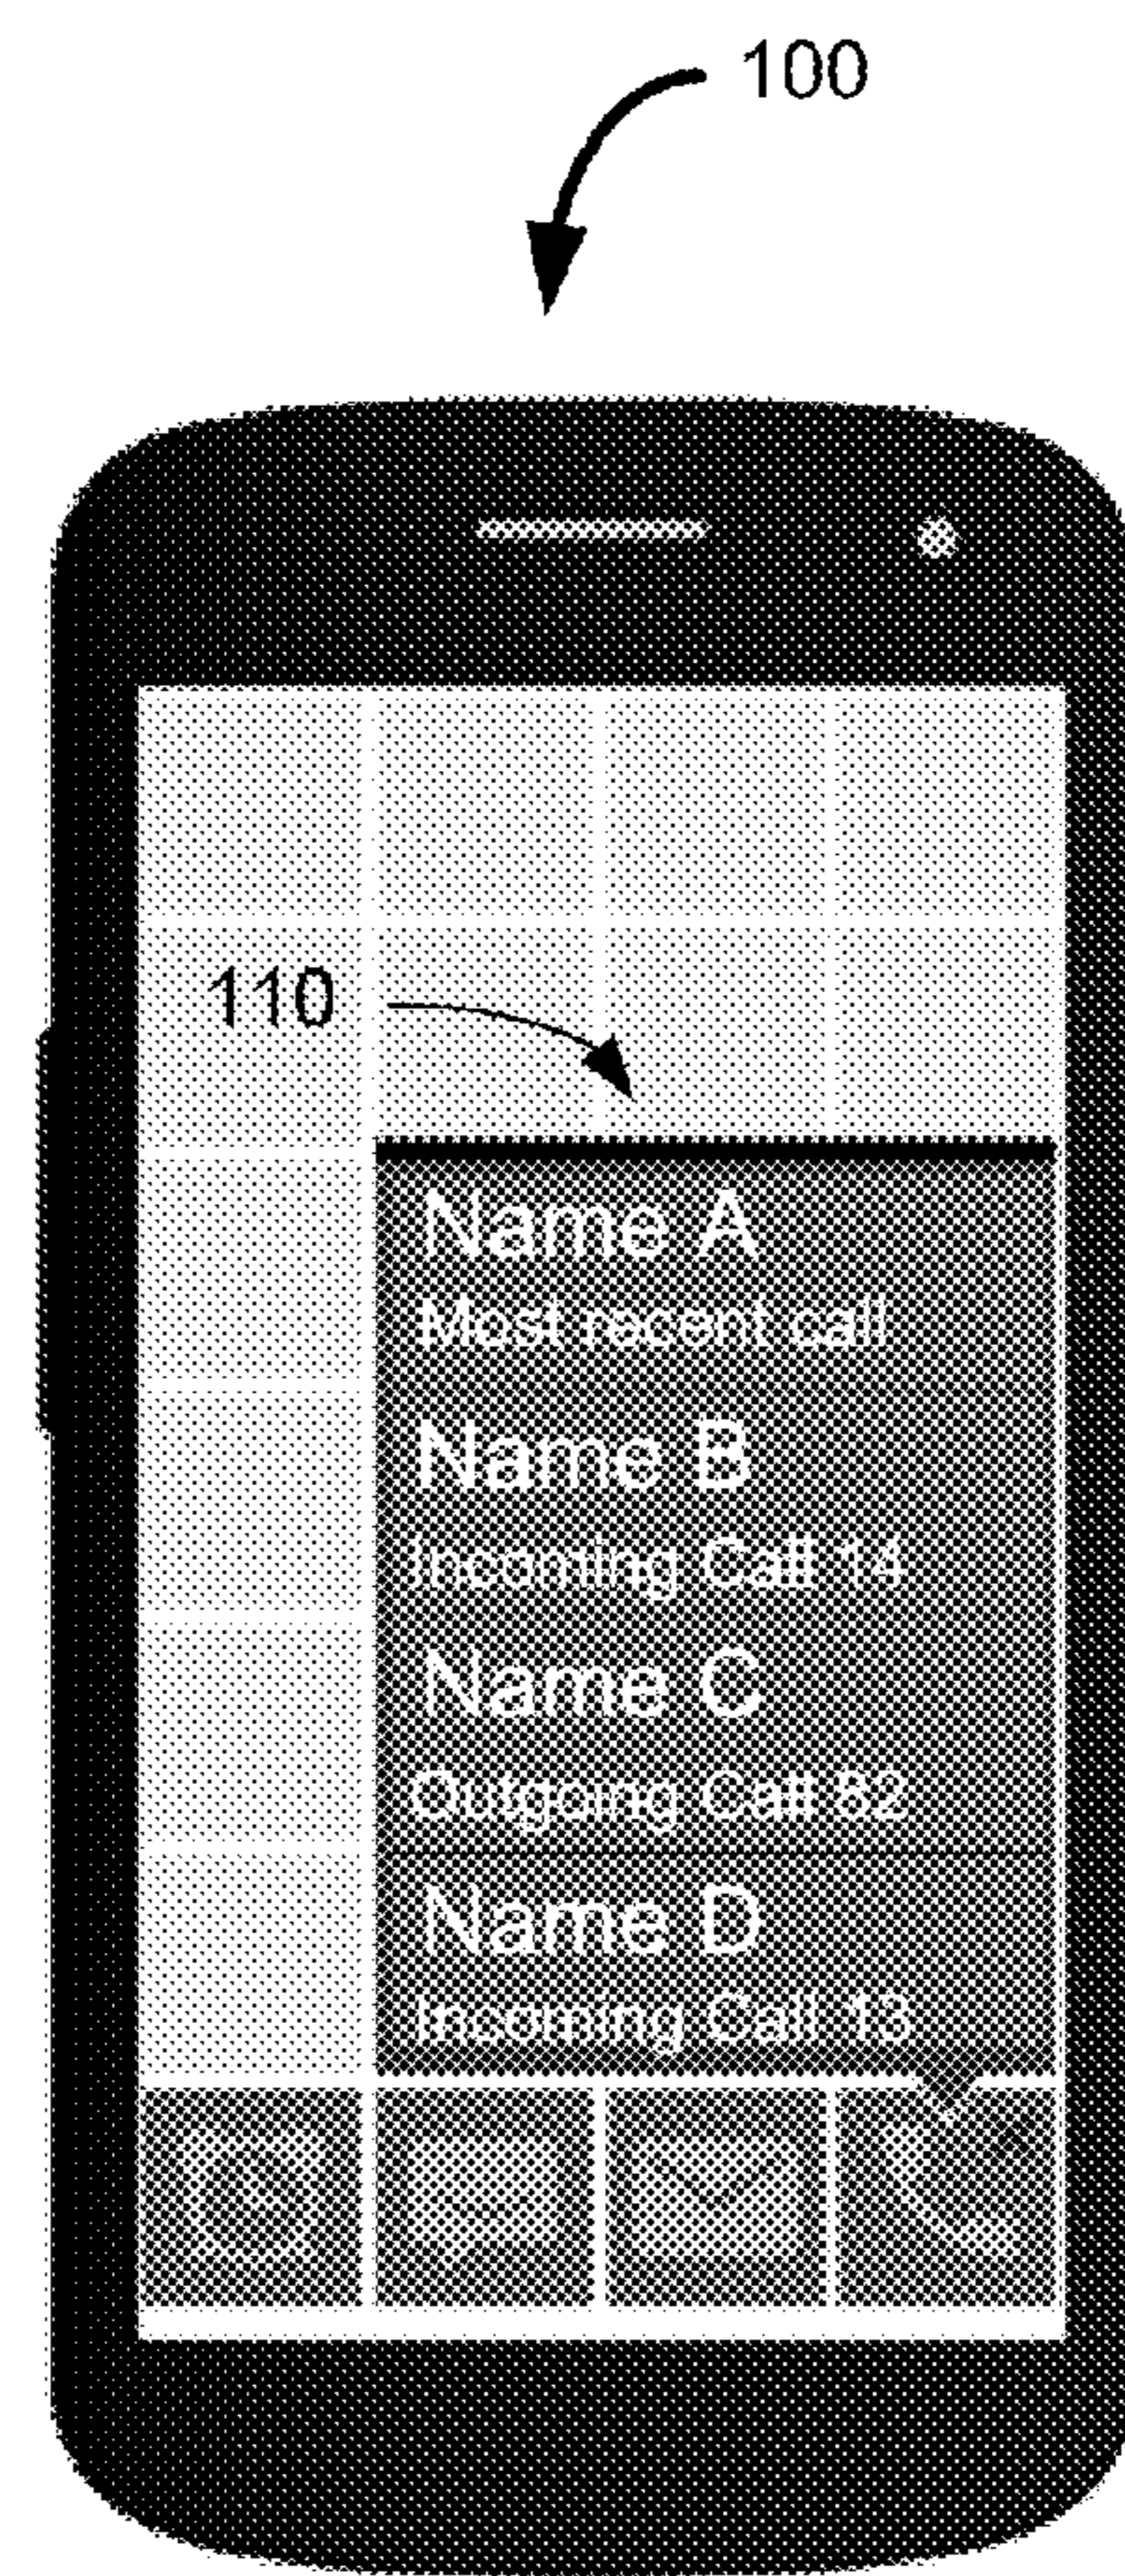 100
110
Name A
Most recent call
Name B
Incoming Call 14
Name C
Outgoing Call 82
Name D
Incoming Call 13